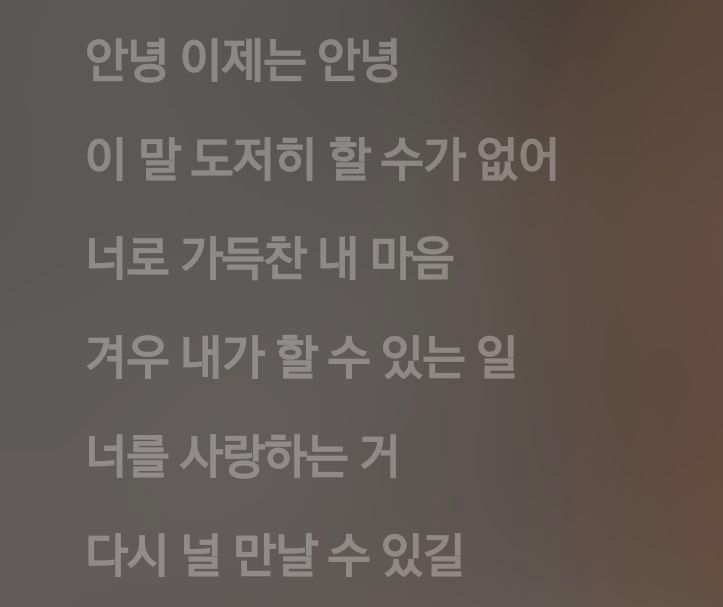 안녕 이제는 안녕
이 말 도저히 할 수가 없어
너로 가득찬 내 마음
겨우 내가 할 수 있는 일
너를 사랑하는 거
다시 널 만날 수 있길